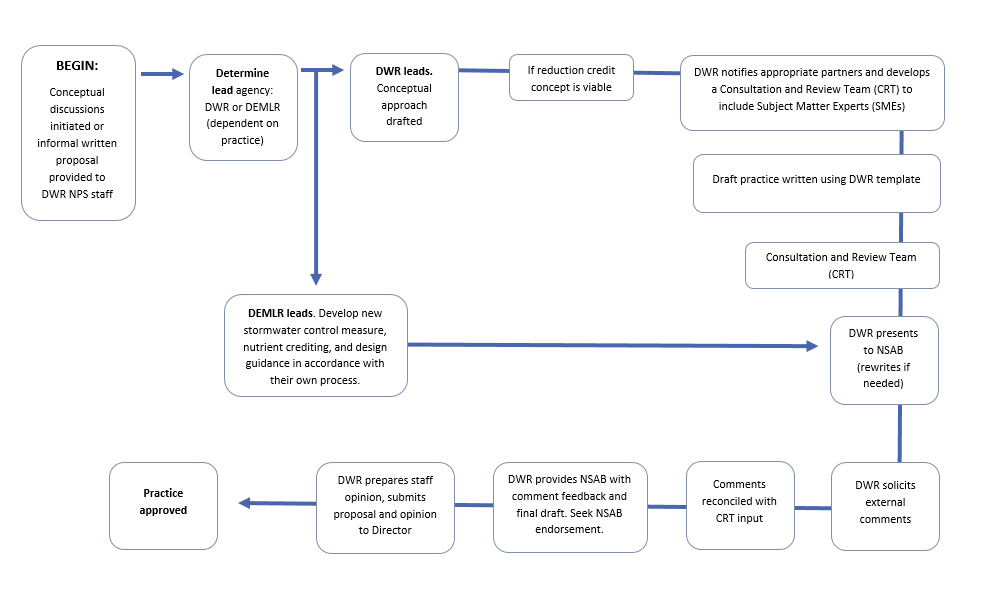 BEGIN:
Conceptual
discussions
initiated or
informal written
proposal
provided to
DWR NPS staff
Determine
lead agency:
DWR or DEMLR
(dependent on
practice)
DWR leads.
Conceptual
approach
drafted
If reduction credit
concept is viable
DWR notifies appropriate partners and develops
a Consultation and Review Team (CRT) to
include Subject Matter Experts (SMEs)
Draft practice written using DWR template
Consultation and Review Team
(CRT)
DEMLR leads. Develop new
stormwater control measure,
nutrient crediting, and design
guidance in accordance with
their own process.
DWR presents
to NSAB
(rewrites if
needed)
DWR solicits
external
comments
Comments
reconciled with
CRT input
DWR provides NSAB with
comment feedback and
final draft. Seek NSAB
endorsement.
DWR prepares staff
opinion, submits
proposal and opinion
to Director
Practice
approved